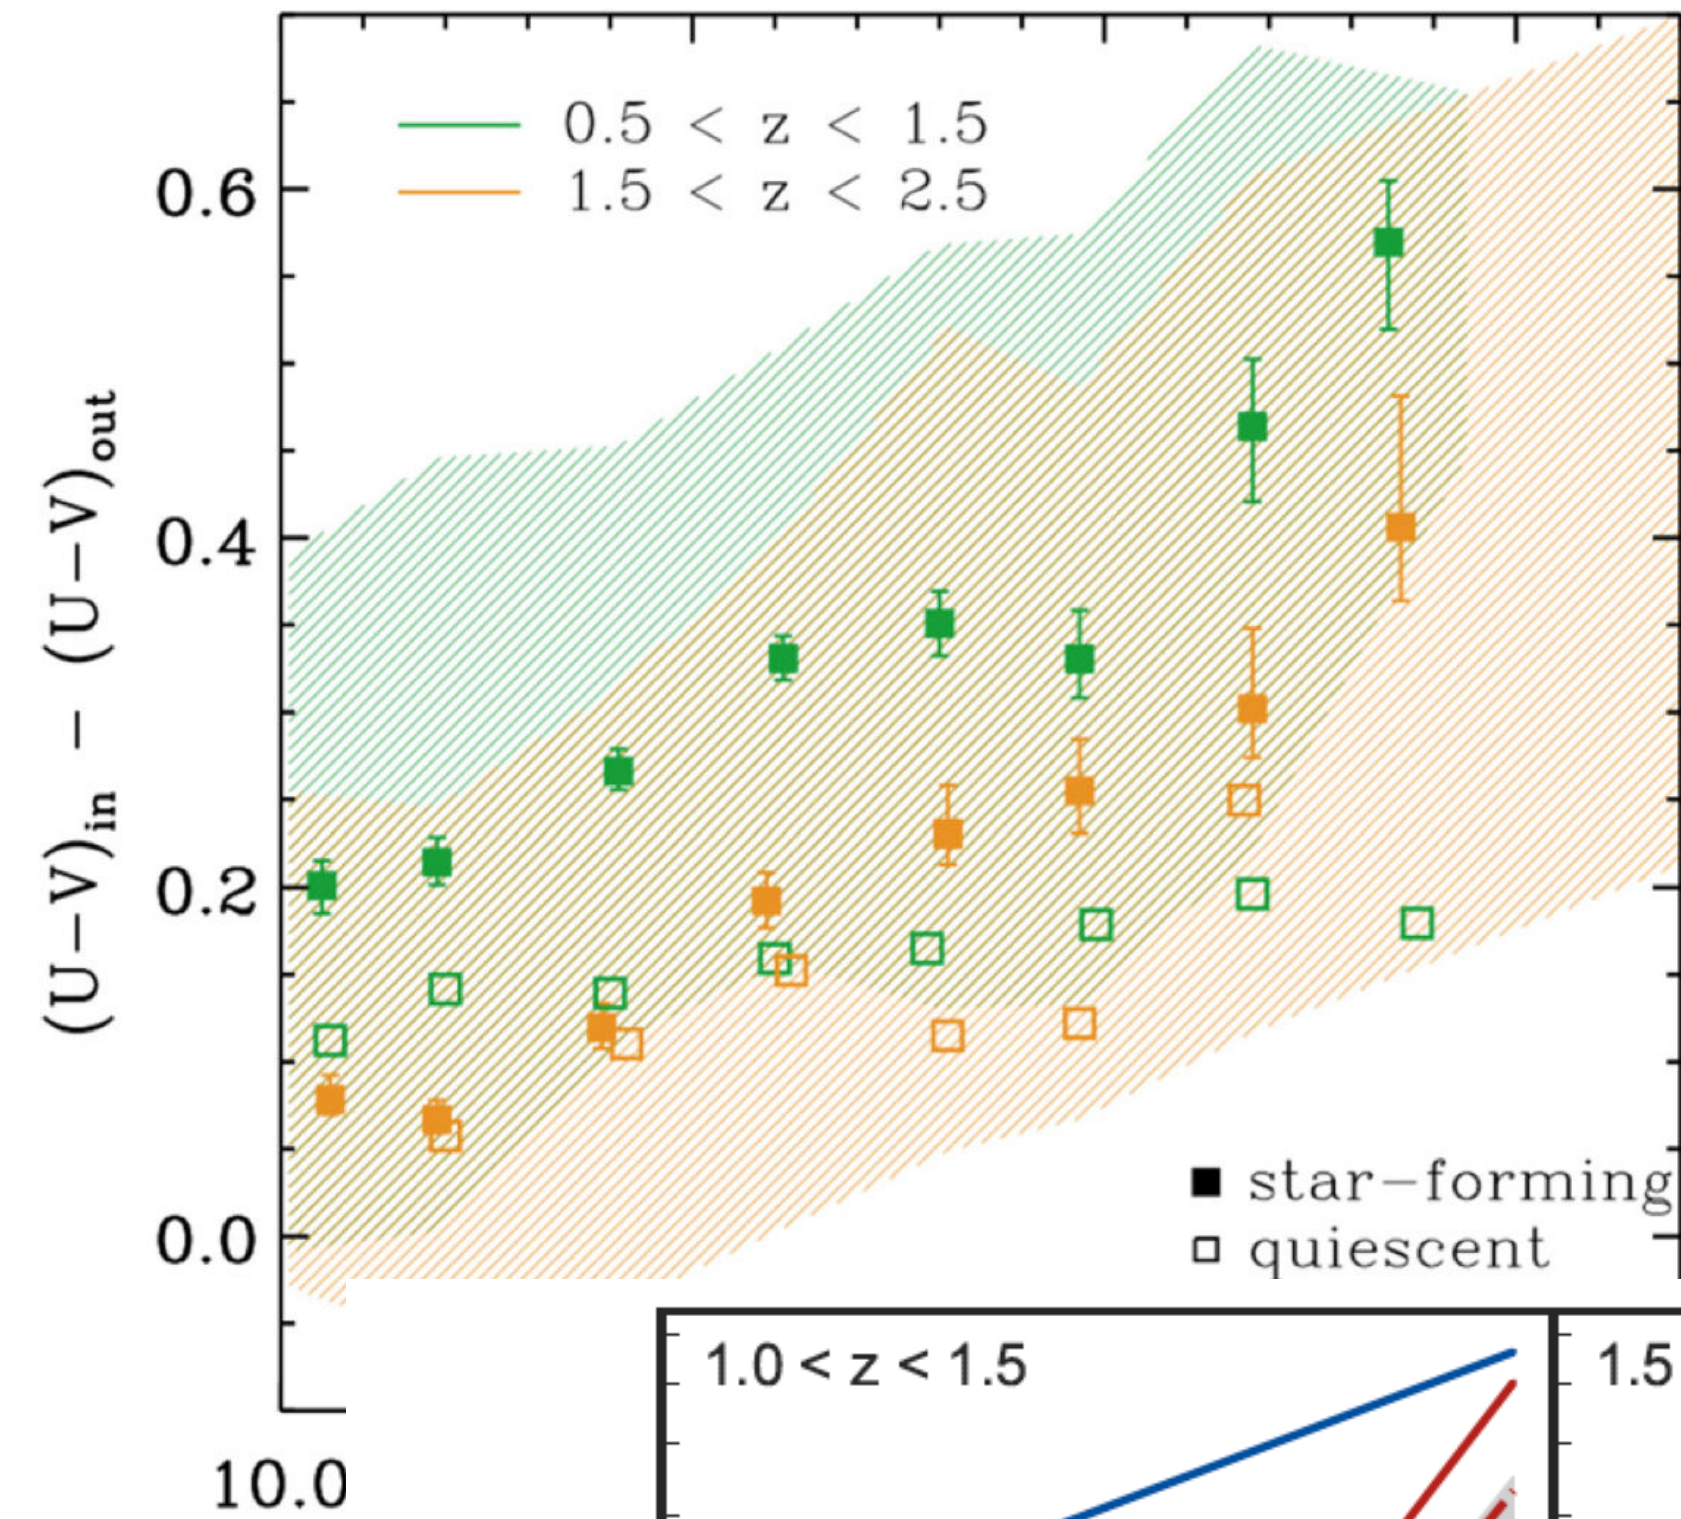 0.5 < z < 1.5
1.5 < z < 2.5
0.6
0.4
0.2
0.0
(U−V)in − (U−V)out
star−forming
quiescent
10.0
1.0 < z < 1.5
1.5